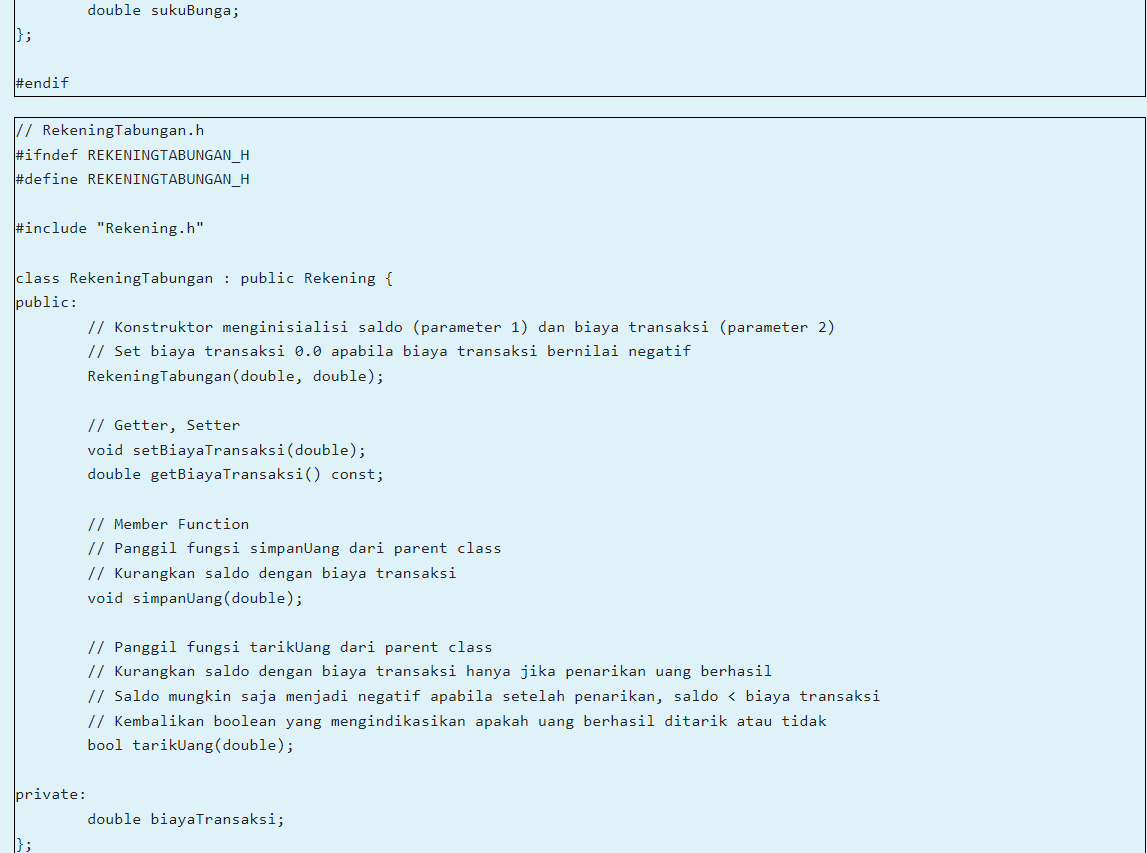 double sukuBunga;
};
#endif
// RekeningTabungan.h
#ifndef REKENINGTABUNGAN_H
#define REKENINGTABUNGAN_H
#include "Rekening.h"
class RekeningTabungan : public Rekening {
public:
// Konstruktor menginisialisi saldo (parameter 1) dan biaya transaksi (parameter 2)
// Set biaya transaksi 0.0 apabila biaya transaksi bernilai negatif
RekeningTabungan(double, double);
// Getter, Setter
void setBiayaTransaksi(double);
double getBiayaTransaksi() const;
// Member Function
// Panggil fungsi simpanUang dari parent class
// Kurangkan saldo dengan biaya transaksi
void simpanUang(double);
// Panggil fungsi tarikUang dari parent class
// Kurangkan saldo dengan biaya transaksi hanya jika penarikan uang berhasil
// Saldo mungkin saja menjadi negatif apabila setelah penarikan, saldo < biaya transaksi
// Kembalikan boolean yang mengindikasikan apakah uang berhasil ditarik atau tidak
bool tarikUang(double);
private:
double biayaTransaksi;
};